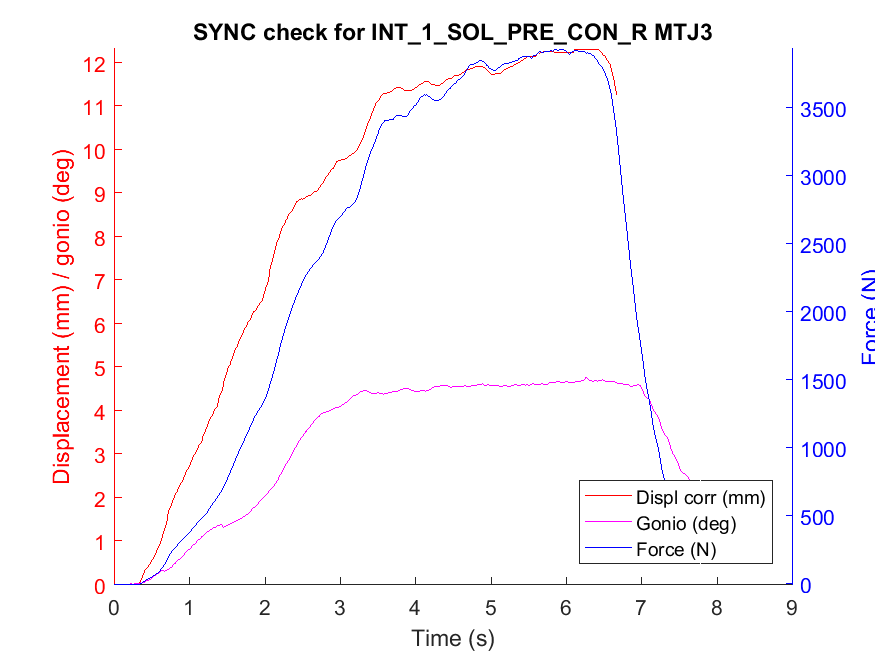 SYNC check for INT_1_SOL_PRE_CON_R MTJ3
Displacement (mm) / gonio (deg)
12
11
10
9
8
7
6
5
4
3
2
1
0
3500
3000
2500
2000
1500
1000
500
0
Force (N)
Displ corr (mm)
Gonio (deg)
Force (N)
0 1 2 3 4 5 6 7 8 9
Time (s)